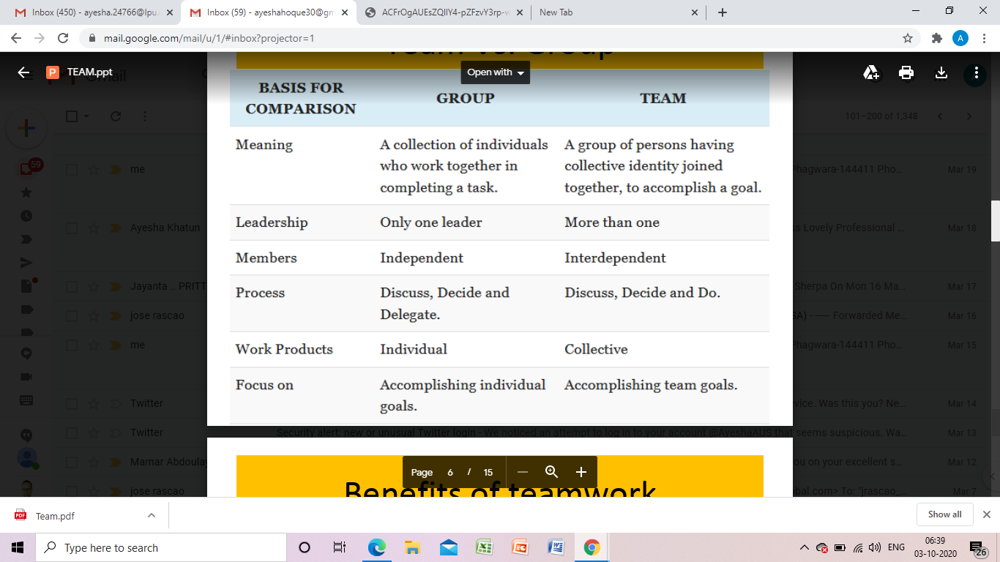 Inbox (450) - ayesha.24766@lpu.
Inbox (59) - ayeshahoque30@gm
ACFrOgAUEsZQIlY4-pZFzvY3rp-w
New Tab
mail.google.com/mail/u/1/#inbox?projector=1
A
Team vs. Group
TEAM.ppt
Open with
BASIS FOR COMPARISON
GROUP
TEAM
101–200 of 1,348
Meaning
A collection of individuals
who work together in
completing a task.
A group of persons having
collective identity joined
together, to accomplish a goal.
Leadership
Only one leader
More than one
Members
Independent
Interdependent
Process
Discuss, Decide and
Delegate.
Discuss, Decide and Do.
Work Products
Individual
Collective
Focus on
Accomplishing individual
goals.
Accomplishing team goals.
59
me
Phagwara-144411 Pho...
Mar 19
Ayesha Khatun
s Lovely Professional ...
Mar 18
Jayanta .. PRITT
Sherpa On Mon 16 Ma...
Mar 17
jose rascao
SA) - ---- Forwarded Me...
Mar 16
me
Phagwara-144411 Pho...
Mar 15
Twitter
vice. Was this you? Ne...
Mar 14
Twitter
Security alert: new or unusual Twitter login - We noticed an attempt to log in to your account @AyeshaAUS that seems suspicious. Wa...
Mar 13
Mamar Abdoulay
ou on your excellent s...
Mar 12
jose rascao
bal.com> To: "jrascao_...
Mar 7
Page 6 / 15
Benefits of teamwork
Team.pdf
Show all
Type here to search
ENG
06:39
03-10-2020
26